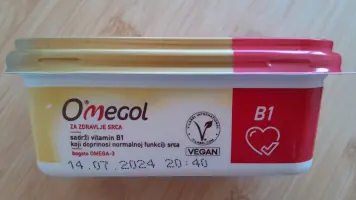 Omegol
ZA ZDRAVLJE SRCA
sadrži vitamin B1
koji doprinosi normalnoj funkciji srca
bogato OMEGA-3
14.07.2024 20:40
VEGAN
B1